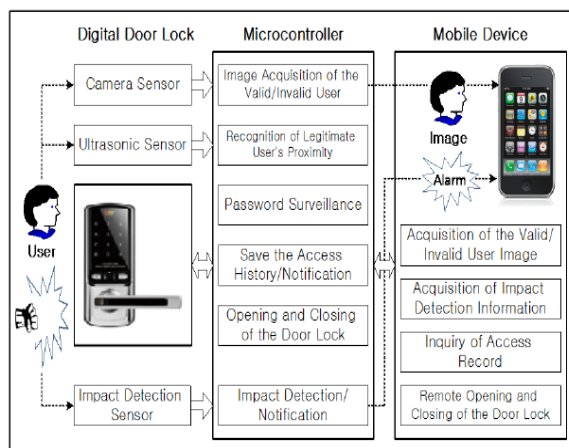 Digital Door Lock
Microcontroller
Mobile Device
Camera Sensor
Image Acquisition of the
Valid/Invalid User
Image
Ultrasonic Sensor
Recognition of Legitimate
User's Proximity
Alarm
User
Password Surveillance
Save the Access
History/Notification
Opening and Closing
of the Door Lock
Impact Detection
Sensor
Impact Detection/
Notification
Acquisition of the Valid/
Invalid User Image
Acquisition of Impact
Detection Information
Inquiry of Access
Record
Remote Opening and
Closing of the Door Lock